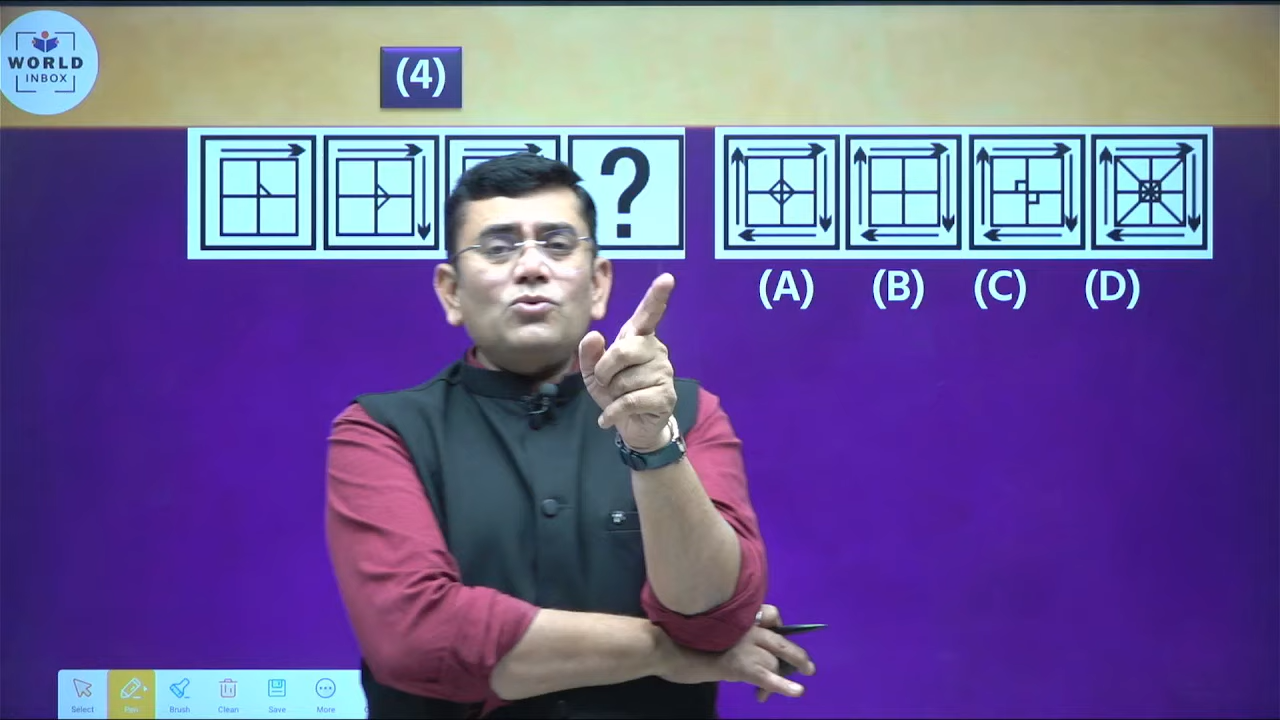 WORLD
INBOX
(4)
?
(A) (B) (C) (D)
Select Pen Brush Clean Save More